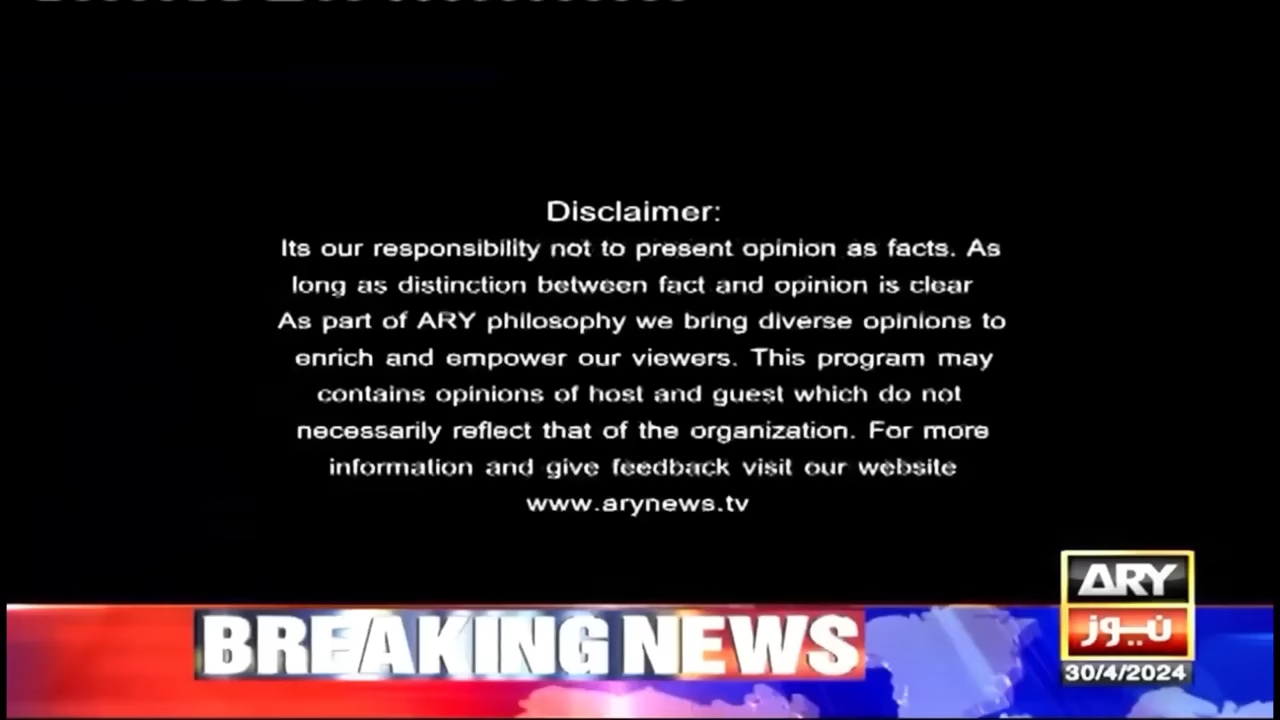 Disclaimer:
Its our responsibility not to present opinion as facts. As
long as distinction between fact and opinion is clear
As part of ARY philosophy we bring diverse opinions to
enrich and empower our viewers. This program may
contains opinions of host and guest which do not
necessarily reflect that of the organization. For more
information and give feedback visit our website
www.arynews.tv
ARY
نیوز
BREAKING NEWS
30/4/2024